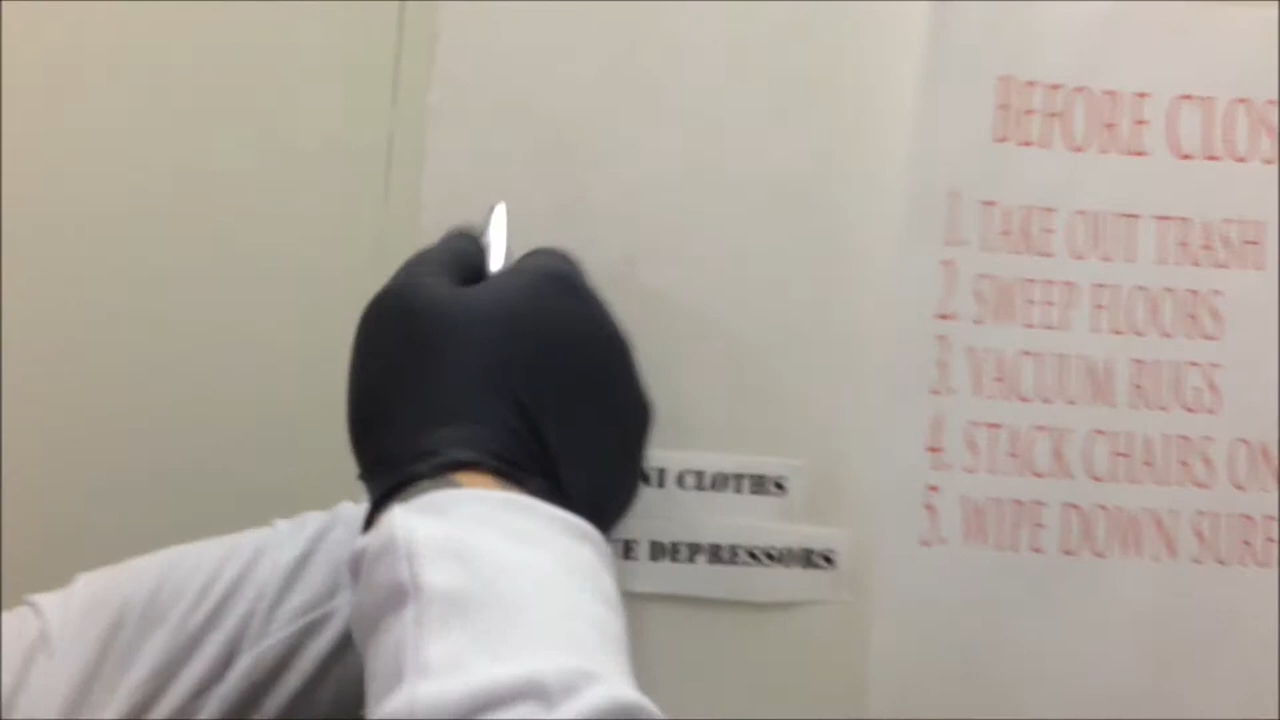 BEFORE CLOS
1. TAKE OUT TRASH
2. SWEEP FLOORS
3. VACUUM RUGS
4. STACK CHAIRS ON
5. WIPE DOWN SURF
NI CLOTHS
E DEPRESSORS